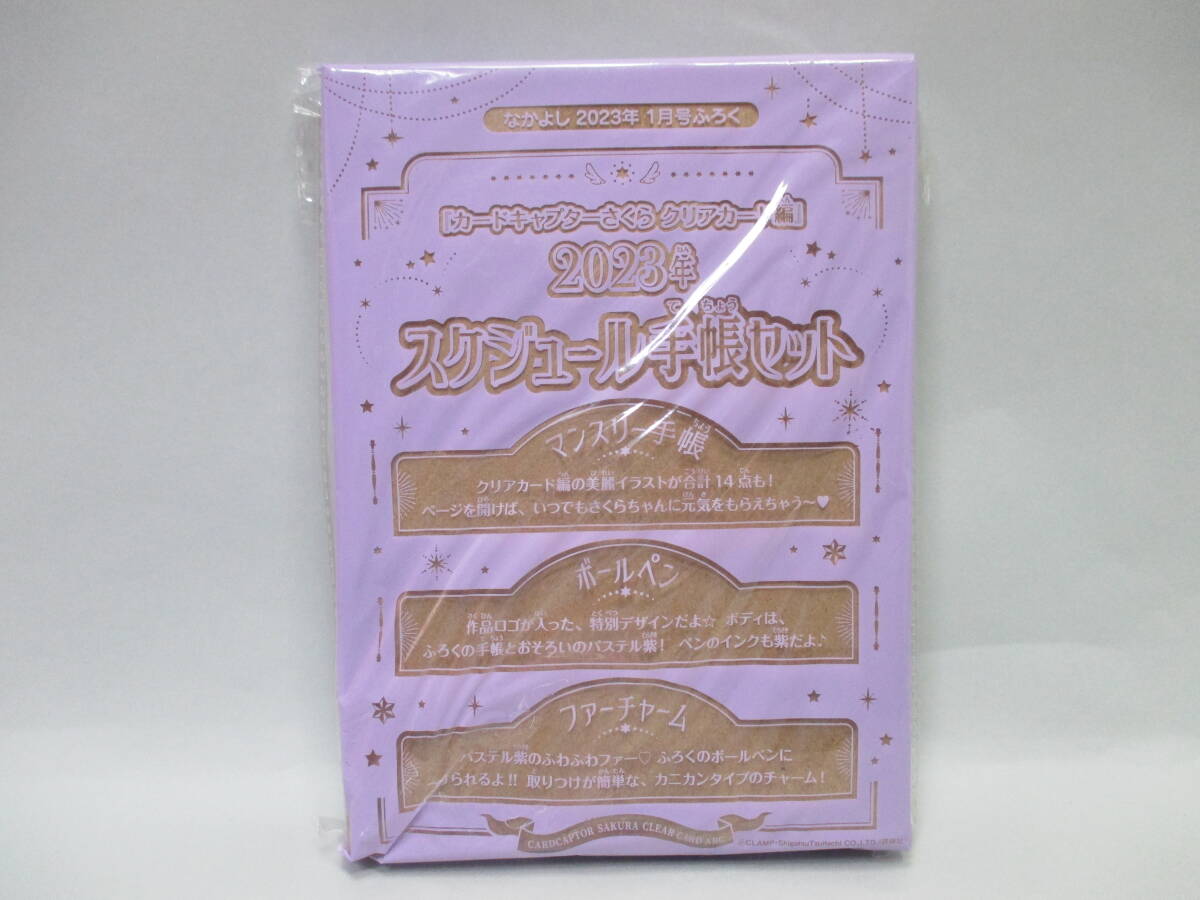 なかよし 2023年 1月号ふろく
『カードキャプターさくら クリアカード編』
2023年
スケジュール手帳セット
マンスリー手帳
クリアカード編の美麗イラストが合計14点も!
ページを開けば、いつでもさくらちゃんに元気をもらえちゃう〜♥
ボールペン
作品ロゴが入った、特別デザインだよ☆ ボディは、
ふろくの手帳とおそろいのパステル紫! ペンのインクも紫だよ♪
ファーチャーム
パステル紫のふわふわファー♡ ふろくのボールペンに
られるよ!! 取りつけが簡単な、カニカンタイプのチャーム!
CARDCAPTOR SAKURA CLEAR CARD ARC
©CLAMP・ShigatsuTsuitachi CO.,LTD./講談社